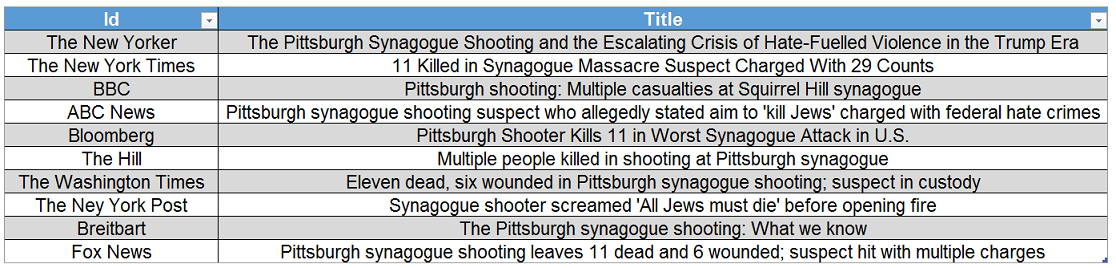 Id Title
The New Yorker The Pittsburgh Synagogue Shooting and the Escalating Crisis of Hate-Fuelled Violence in the Trump Era
The New York Times 11 Killed in Synagogue Massacre Suspect Charged With 29 Counts
BBC Pittsburgh shooting: Multiple casualties at Squirrel Hill synagogue
ABC News Pittsburgh synagogue shooting suspect who allegedly stated aim to 'kill Jews' charged with federal hate crimes
Bloomberg Pittsburgh Shooter Kills 11 in Worst Synagogue Attack in U.S.
The Hill Multiple people killed in shooting at Pittsburgh synagogue
The Washington Times Eleven dead, six wounded in Pittsburgh synagogue shooting; suspect in custody
The Ney York Post Synagogue shooter screamed 'All Jews must die' before opening fire
Breitbart The Pittsburgh synagogue shooting: What we know
Fox News Pittsburgh synagogue shooting leaves 11 dead and 6 wounded; suspect hit with multiple charges